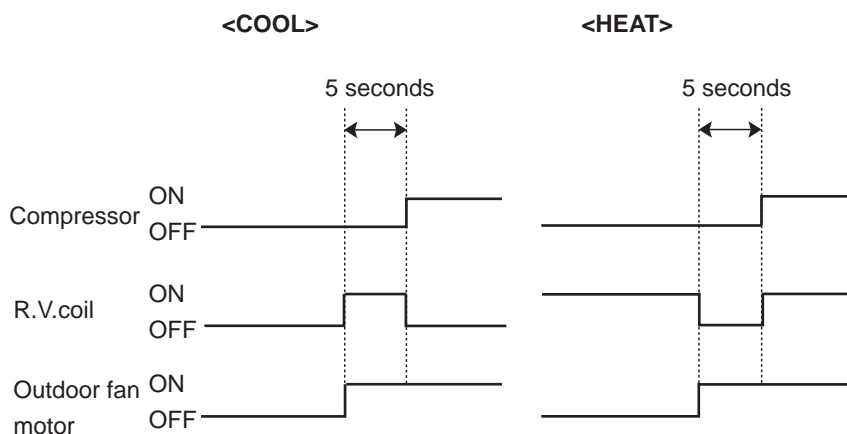 <COOL> <HEAT>
5 seconds 5 seconds
Compressor ON
OFF
R.V.coil ON
OFF
Outdoor fan motor ON
OFF